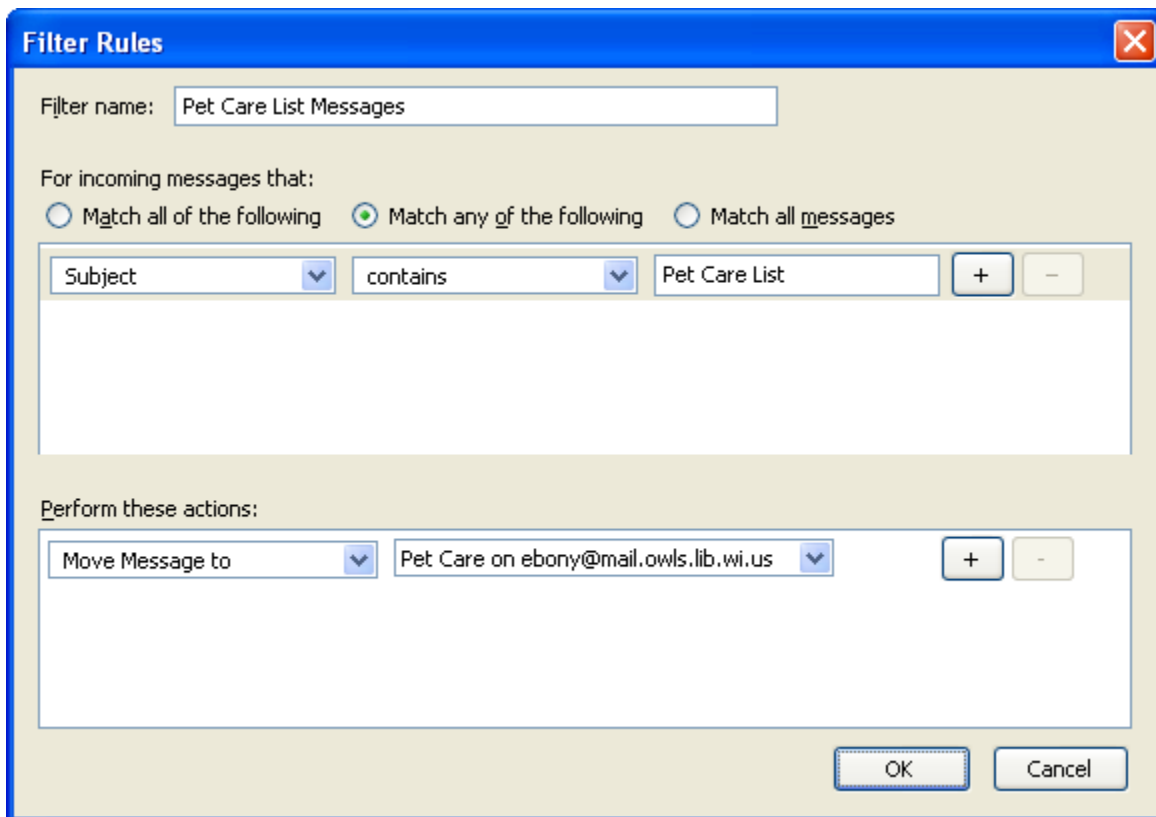 Filter Rules
Filter name: Pet Care List Messages
For incoming messages that:
Match all of the following Match any of the following Match all messages
Subject contains Pet Care List + -
Perform these actions:
Move Message to Pet Care on ebony@mail.owls.lib.wi.us + -
OK Cancel